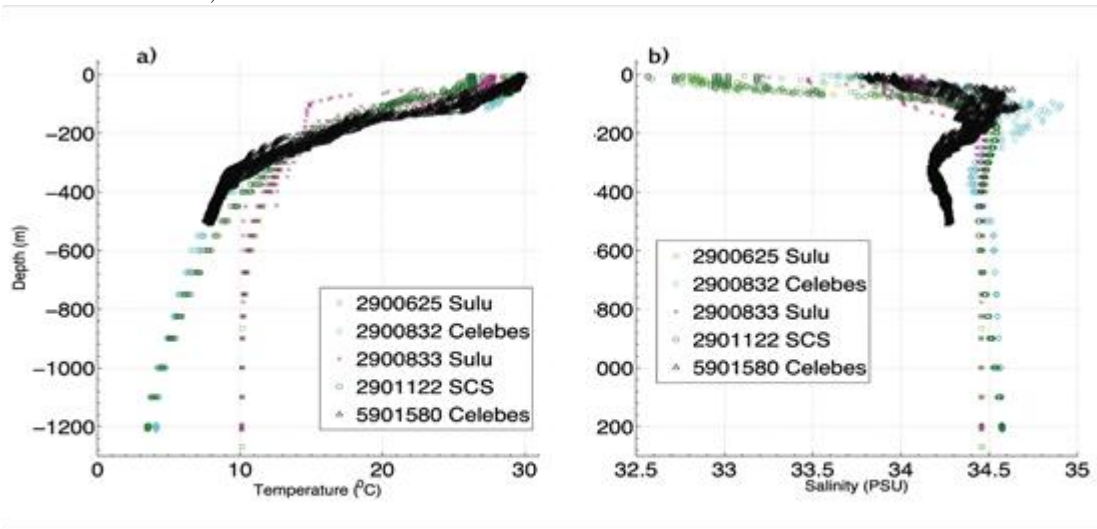 a)
0
−200
−400
−600
−800
−1000
−1200
Depth (m)
2900625 Sulu
2900832 Celebes
2900833 Sulu
2901122 SCS
5901580 Celebes
0 10 20 30
Temperature (⁰C)
b)
0
200
400
600
800
000
200
2900625 Sulu
2900832 Celebes
2900833 Sulu
2901122 SCS
5901580 Celebes
32.5 33 33.5 34 34.5 35
Salinity (PSU)